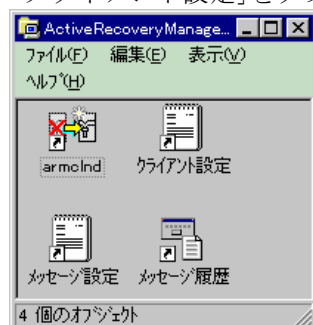 ActiveRecoveryManage...
ファイル(F) 編集(E) 表示(V)
ヘルプ(H)
armclnd クライアント設定
メッセージ設定 メッセージ履歴
4 個のオブジェクト